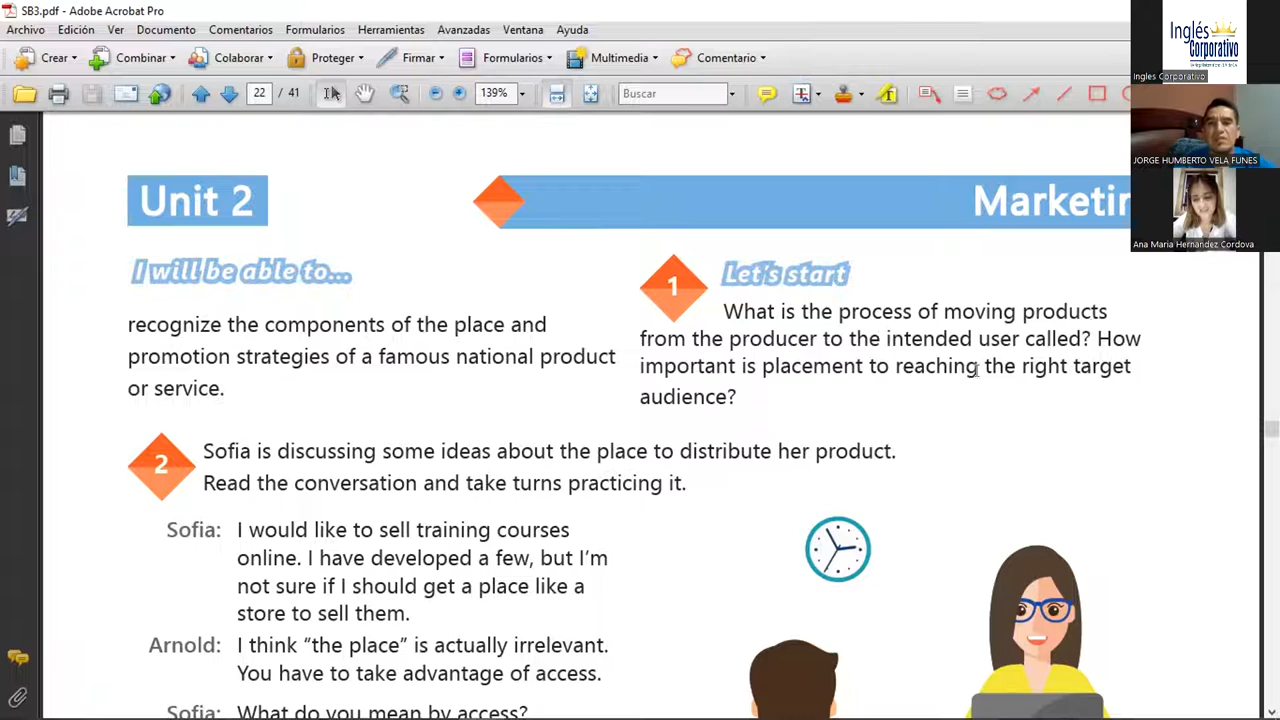 SB3.pdf - Adobe Acrobat Pro
Archivo Edición Ver Documento Comentarios Formularios Herramientas Avanzadas Ventana Ayuda
Crear Combinar Colaborar Proteger Firmar Formularios Multimedia Comentario
22 / 41 139% Buscar
Inglés
Corporativo
Ingles Corporativo
JORGE HUMBERTO VELA FUNES
Ana Maria Hernandez Cordova
Unit 2
Marketin
I will be able to...
recognize the components of the place and
promotion strategies of a famous national product
or service.
1 Let's start
What is the process of moving products
from the producer to the intended user called? How
important is placement to reaching the right target
audience?
2 Sofia is discussing some ideas about the place to distribute her product.
Read the conversation and take turns practicing it.
Sofia: I would like to sell training courses
online. I have developed a few, but I'm
not sure if I should get a place like a
store to sell them.
Arnold: I think "the place" is actually irrelevant.
You have to take advantage of access.
Sofia: What do you mean by access?